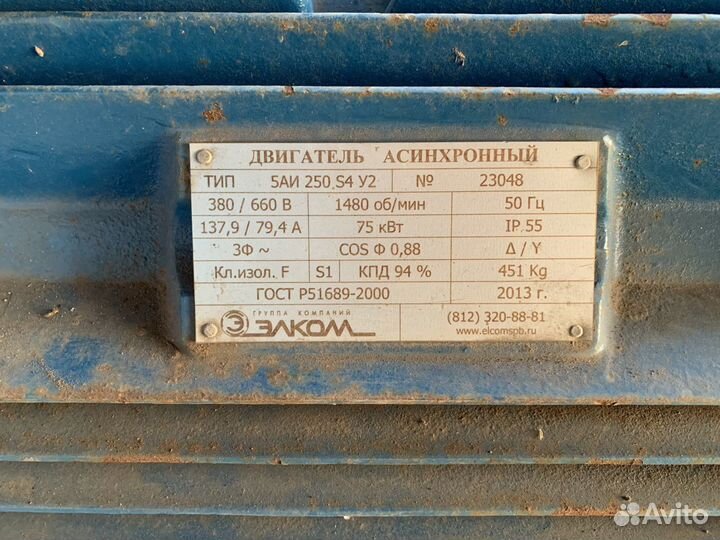 ДВИГАТЕЛЬ АСИНХРОННЫЙ
ТИП 5АИ 250 S4 У2 № 23048
380 / 660 В 1480 об/мин 50 Гц
137,9 / 79,4 А 75 кВт IP 55
3Ф ~ COS Ф 0,88 Δ / Y
Кл.изол. F S1 КПД 94 % 451 Kg
ГОСТ Р51689-2000 2013 г.
ГРУППА КОМПАНИЙ
Э ЭЛКОМ
(812) 320-88-81
www.elcomspb.ru
Avito